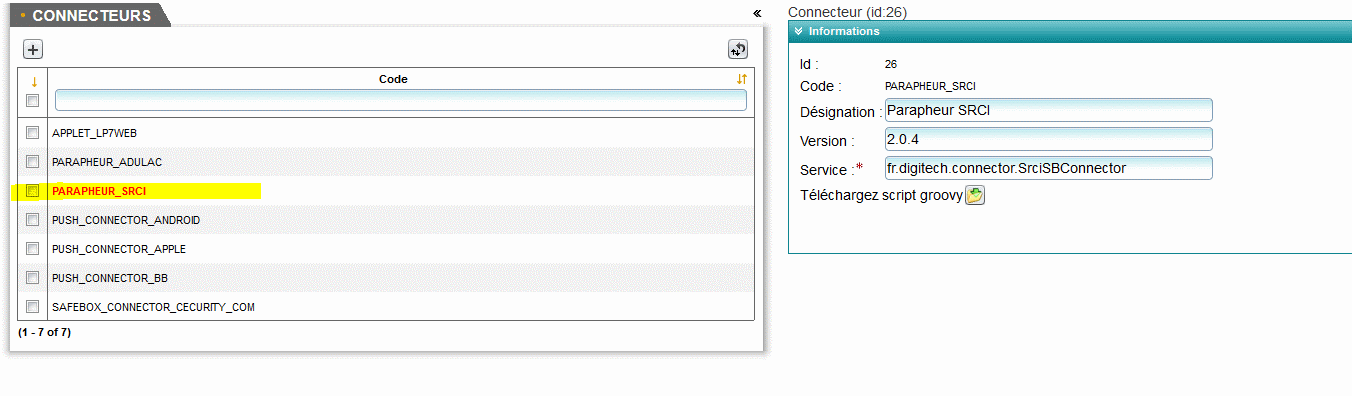 • CONNECTEURS
«
Code
APPLET_LP7WEB
PARAPHEUR_ADULAC
PARAPHEUR_SRCI
PUSH_CONNECTOR_ANDROID
PUSH_CONNECTOR_APPLE
PUSH_CONNECTOR_BB
SAFEBOX_CONNECTOR_CECURITY_COM
(1 - 7 of 7)
Connecteur (id:26)
Informations
Id : 26
Code : PARAPHEUR_SRCI
Désignation : Parapheur SRCI
Version : 2.0.4
Service :* fr.digitech.connector.SrciSBConnector
Téléchargez script groovy